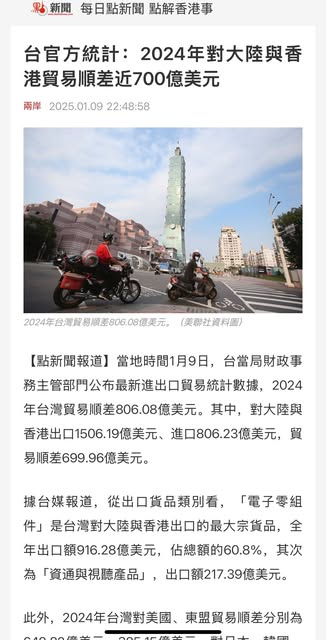 點新聞 每日點新聞 點解香港事
台官方統計：2024年對大陸與香
港貿易順差近700億美元
兩岸 2025.01.09 22:48:58
2024年台灣貿易順差806.08億美元。（美聯社資料圖）
【點新聞報道】當地時間1月9日，台當局財政事
務主管部門公布最新進出口貿易統計數據，2024
年台灣貿易順差806.08億美元。其中，對大陸與
香港出口1506.19億美元、進口806.23億美元，貿
易順差699.96億美元。
據台媒報道，從出口貨品類別看，「電子零組
件」是台灣對大陸與香港出口的最大宗貨品，全
年出口額916.28億美元，佔總額的60.8%，其次
為「資通與視聽產品」，出口額217.39億美元。
此外，2024年台灣對美國、東盟貿易順差分別為